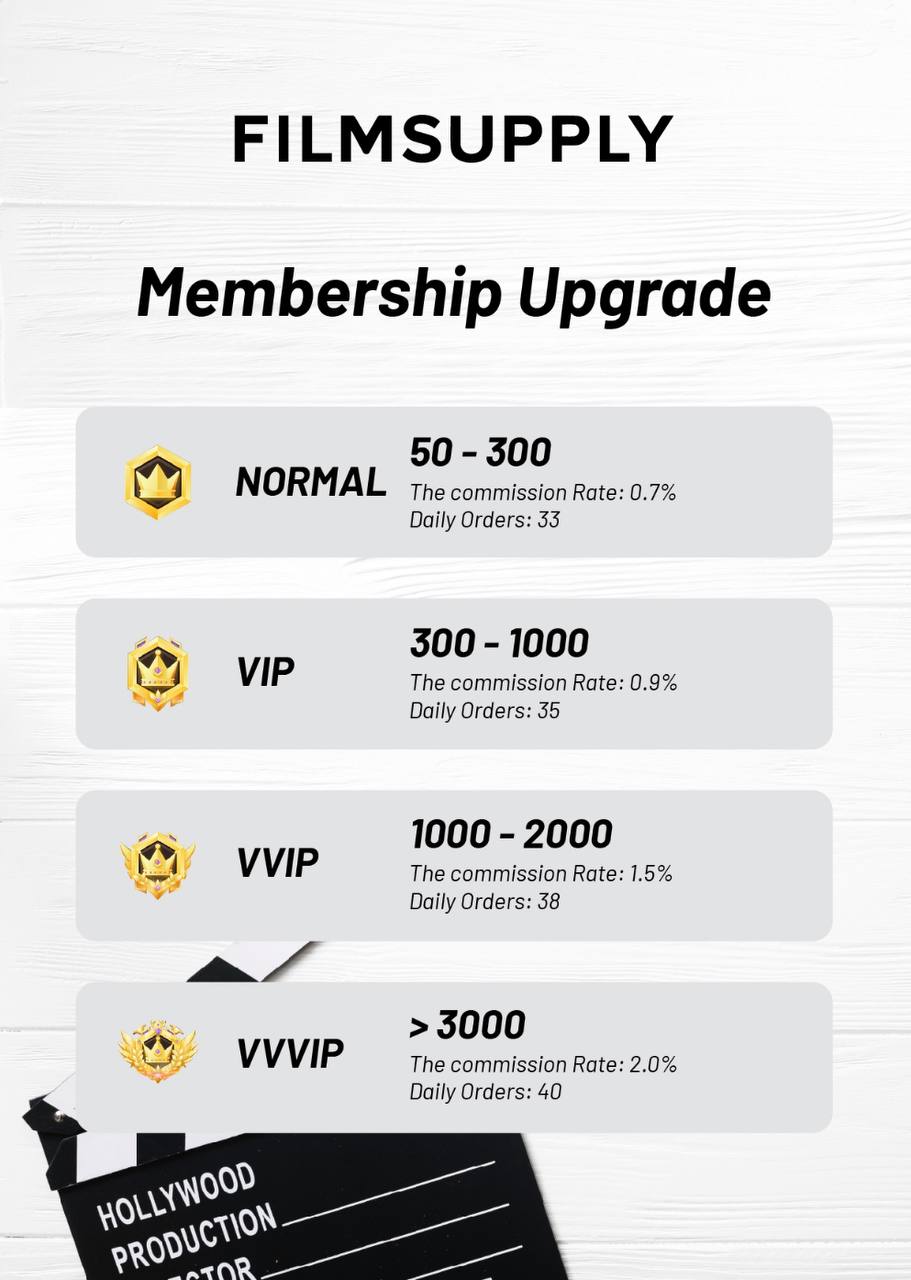 FILMSUPPLY
Membership Upgrade
NORMAL
50 - 300
The commission Rate: 0.7%
Daily Orders: 33
VIP
300 - 1000
The commission Rate: 0.9%
Daily Orders: 35
VVIP
1000 - 2000
The commission Rate: 1.5%
Daily Orders: 38
VVVIP
> 3000
The commission Rate: 2.0%
Daily Orders: 40
HOLLYWOOD
PRODUCTION